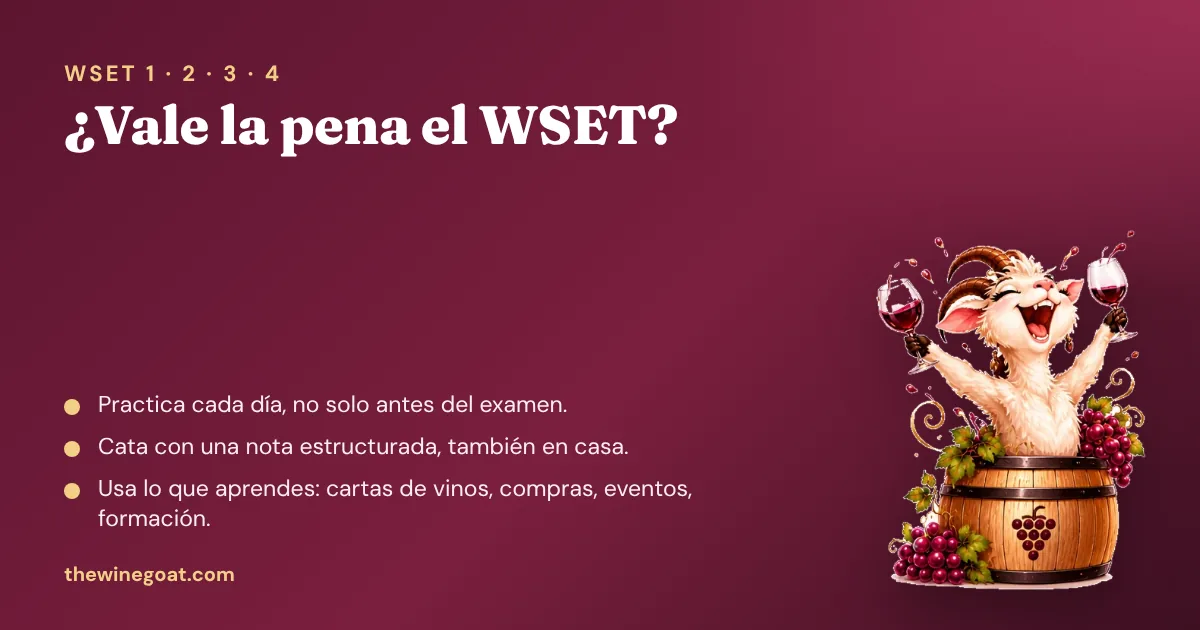 WSET 1 · 2 · 3 · 4
¿Vale la pena el WSET?
Practica cada día, no solo antes del examen.
Cata con una nota estructurada, también en casa.
Usa lo que aprendes: cartas de vinos, compras, eventos,
formación.
thewinegoat.com